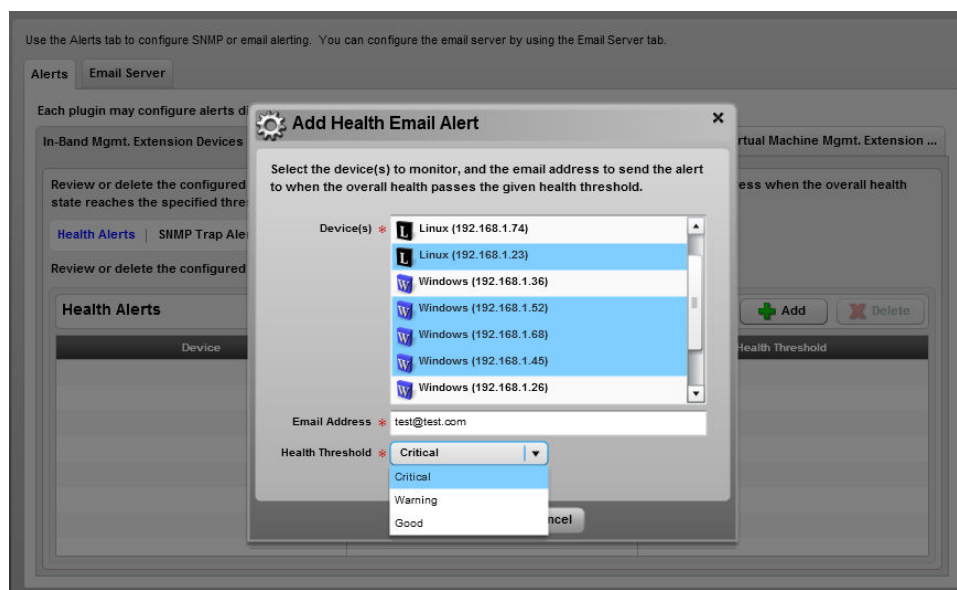 Use the Alerts tab to configure SNMP or email alerting. You can configure the email server by using the Email Server tab.
Alerts
Email Server
Each plugin may configure alerts
In-Band Mgmt. Extension Devices
rtual Machine Mgmt. Extension ...
Review or delete the configured
ess when the overall health
state reaches the specified thre
Health Alerts | SNMP Trap Ale
Review or delete the configured
Health Alerts
Add
Delete
Device
Health Threshold
Add Health Email Alert
Select the device(s) to monitor, and the email address to send the alert
to when the overall health passes the given health threshold.
Device(s) *
L Linux (192.168.1.74)
L Linux (192.168.1.23)
W Windows (192.168.1.36)
W Windows (192.168.1.52)
W Windows (192.168.1.68)
W Windows (192.168.1.45)
W Windows (192.168.1.26)
Email Address * test@test.com
Health Threshold * Critical
Critical
Warning
Good
ncel